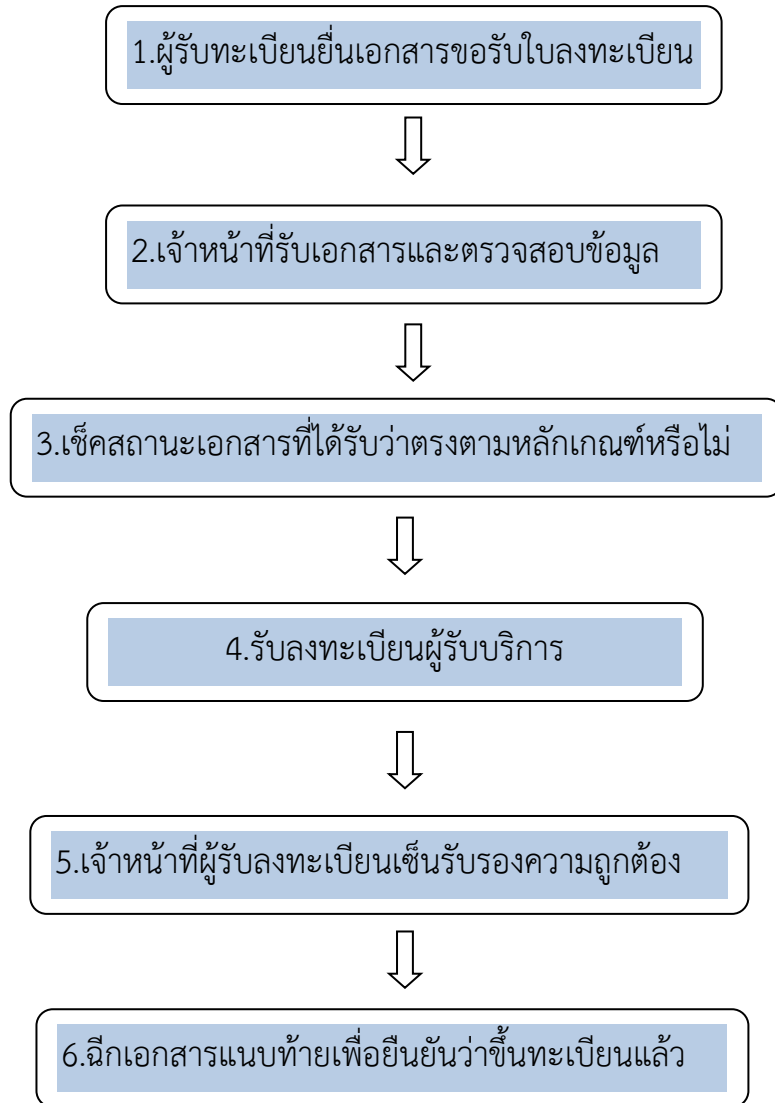 1.ผู้รับทะเบียนยื่นเอกสารขอรับใบลงทะเบียน
2.เจ้าหน้าที่รับเอกสารและตรวจสอบข้อมูล
3.เช็คสถานะเอกสารที่ได้รับว่าตรงตามหลักเกณฑ์หรือไม่
4.รับลงทะเบียนผู้รับบริการ
5.เจ้าหน้าที่ผู้รับลงทะเบียนเซ็นรับรองความถูกต้อง
6.ฉีกเอกสารแนบท้ายเพื่อยืนยันว่าขึ้นทะเบียนแล้ว